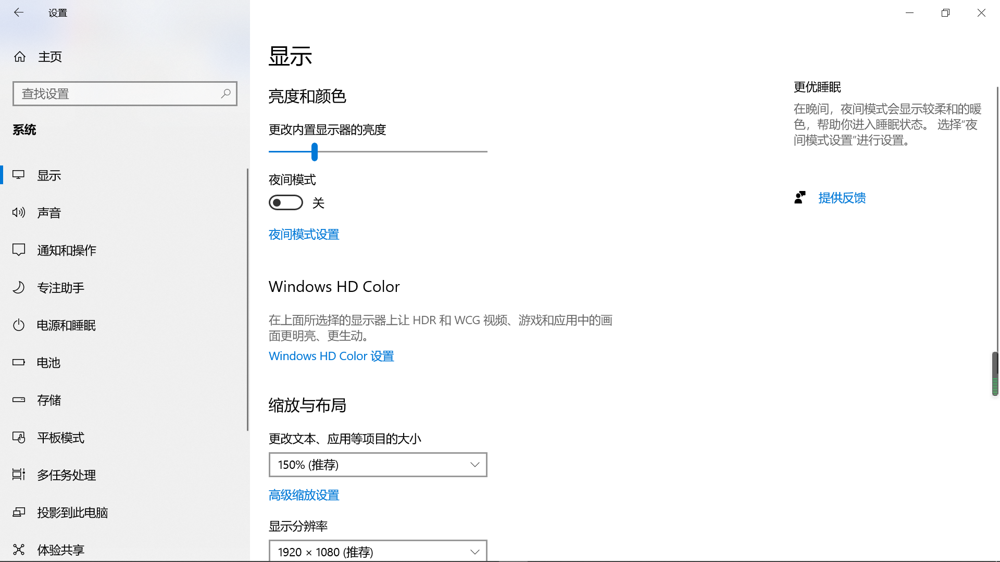 设置
主页
查找设置
系统
显示
声音
通知和操作
专注助手
电源和睡眠
电池
存储
平板模式
多任务处理
投影到此电脑
体验共享
显示
亮度和颜色
更改内置显示器的亮度
夜间模式
关
夜间模式设置
Windows HD Color
在上面所选择的显示器上让 HDR 和 WCG 视频、游戏和应用中的画
面更明亮、更生动。
Windows HD Color 设置
缩放与布局
更改文本、应用等项目的大小
150% (推荐)
高级缩放设置
显示分辨率
1920 × 1080 (推荐)
更优睡眠
在晚间，夜间模式会显示较柔和的暖
色，帮助你进入睡眠状态。 选择“夜
间模式设置”进行设置。
提供反馈